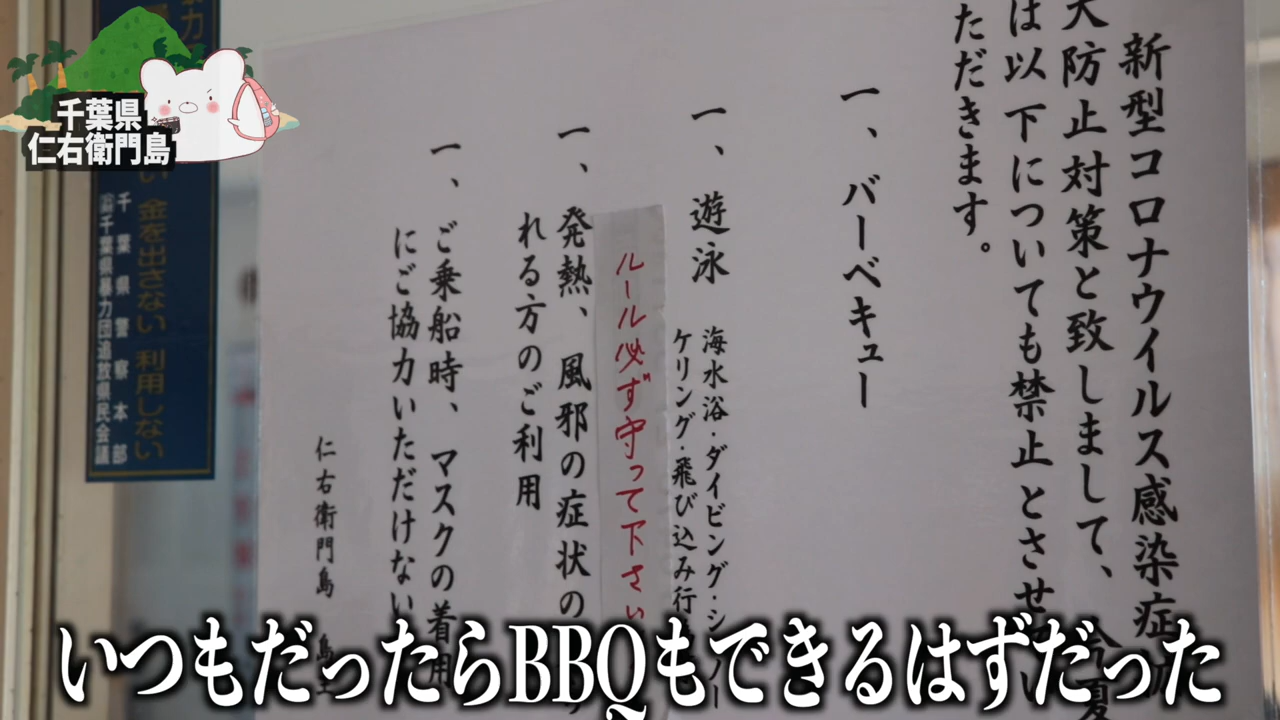 千葉県
仁右衛門島
新型コロナウイルス感染症
大防止対策と致しまして、今夏
は以下についても禁止とさせ
ただきます。
一、バーベキュー
一、遊泳
海水浴・ダイビング・シュノー
ケリング・飛び込み行為
ルール必ず守って下さい
一、発熱、風邪の症状の
れる方のご利用
一、ご乗船時、マスクの着用
にご協力いただけない
仁右衛門島 島主
金を出さない 利用しない
千葉県警察本部
千葉県暴力団追放県民会議
いつもだったらBBQもできるはずだった